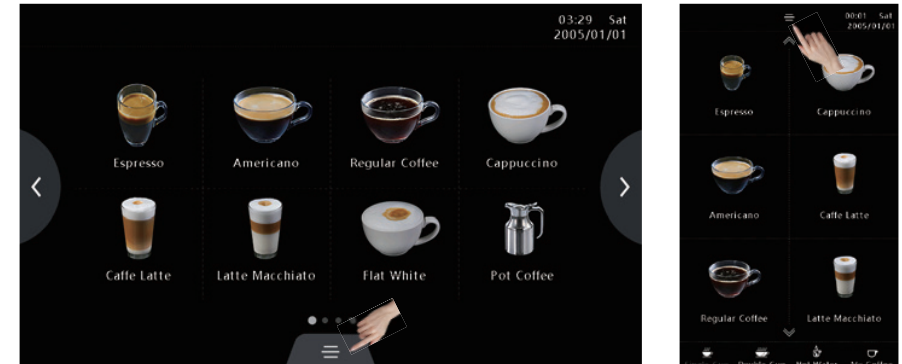 03:29 Sat
2005/01/01
Espresso
Americano
Regular Coffee
Cappuccino
Caffe Latte
Latte Macchiato
Flat White
Pot Coffee
00:01 Sat
2005/01/01
Espresso
Cappuccino
Americano
Caffe Latte
Regular Coffee
Latte Macchiato